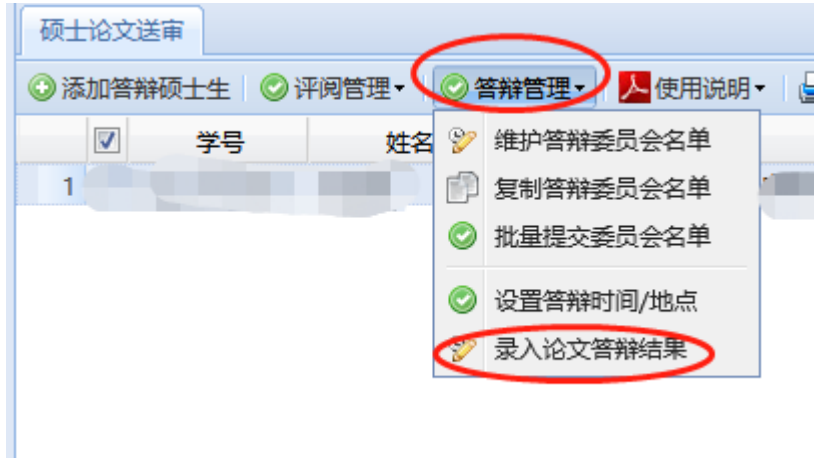 硕士论文送审
添加答辩硕士生 评阅管理 答辩管理 使用说明
学号 姓名
1
维护答辩委员会名单
复制答辩委员会名单
批量提交委员会名单
设置答辩时间/地点
录入论文答辩结果